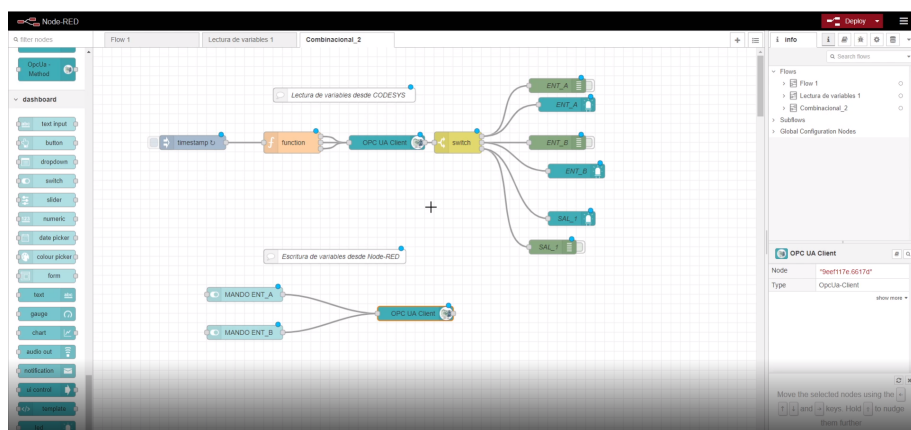 Node-RED
Deploy
filter nodes
Flow 1
Lectura de variables 1
Combinacional_2
info
Search flows
OpcUa -
Method
dashboard
text input
button
dropdown
switch
slider
numeric
date picker
colour picker
form
text
gauge
chart
audio out
notification
ui control
template
Lectura de variables desde CODESYS
timestamp ↻
function
OPC UA Client
switch
ENT_A
ENT_A
ENT_B
ENT_B
SAL_1
SAL_1
Escritura de variables desde Node-RED
MANDO ENT_A
MANDO ENT_B
OPC UA Client
Flows
Flow 1
Lectura de variables 1
Combinacional_2
Subflows
Global Configuration Nodes
OPC UA Client
Node "9eef117e.6617d"
Type OpcUa-Client
show more
Move the selected nodes using the
and keys. Hold to nudge
them further